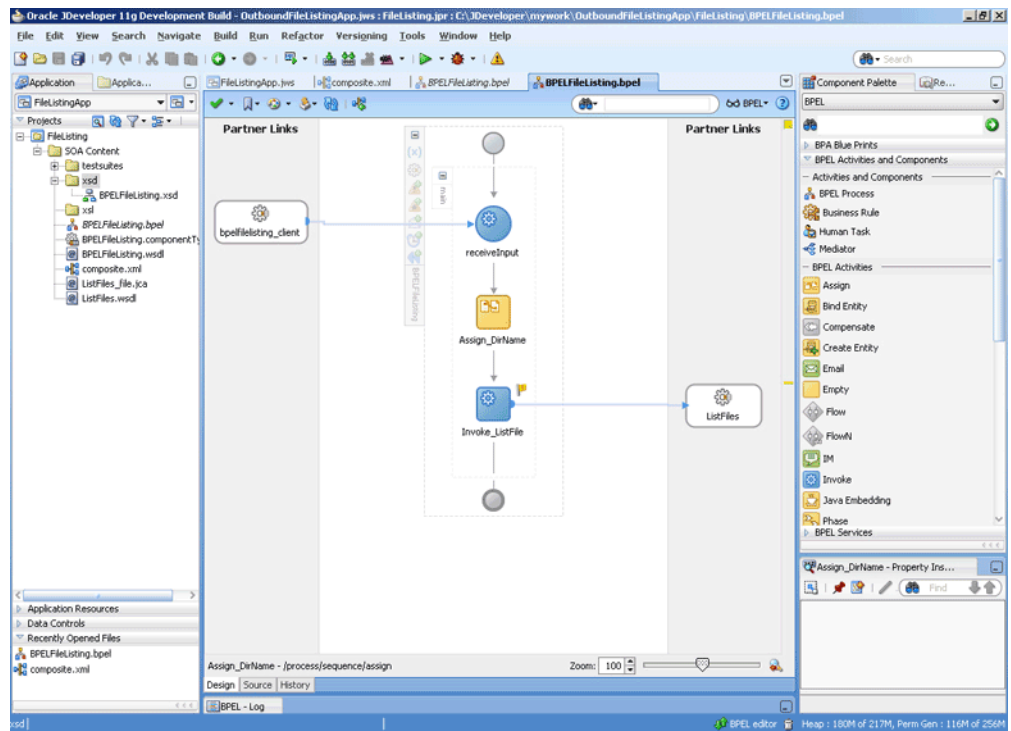 Oracle JDeveloper 11g Development Build - OutboundFileListingApp.jws : FileListing.jpr : C:\JDeveloper\mywork\OutboundFileListingApp\FileListing\BPELFileListing.bpel
File Edit View Search Navigate Build Run Refactor Versioning Tools Window Help
Search
Application Applica...
FileListingApp
Projects
FileListing
SOA Content
testsuites
xsd
BPELFileListing.xsd
xsl
BPELFileListing.bpel
BPELFileListing.componentTy
BPELFileListing.wsdl
composite.xml
ListFiles_file.jca
ListFiles.wsdl
Application Resources
Data Controls
Recently Opened Files
BPELFileListing.bpel
composite.xml
FileListingApp.jws composite.xml BPELFileListing.bpel BPELFileListing.bpel
BPEL
Partner Links
Partner Links
main
BPELFileListing
bpelfilelisting_client
receiveInput
Assign_DirName
Invoke_ListFile
ListFiles
Assign_DirName - /process/sequence/assign
Zoom: 100
Design Source History
BPEL - Log
Component Palette Re...
BPEL
BPA Blue Prints
BPEL Activities and Components
Activities and Components
BPEL Process
Business Rule
Human Task
Mediator
BPEL Activities
Assign
Bind Entity
Compensate
Create Entity
Email
Empty
Flow
FlowN
IM
Invoke
Java Embedding
Phase
BPEL Services
Assign_DirName - Property Ins...
Find
xsd
BPEL editor
Heap : 180M of 217M, Perm Gen : 116M of 256M